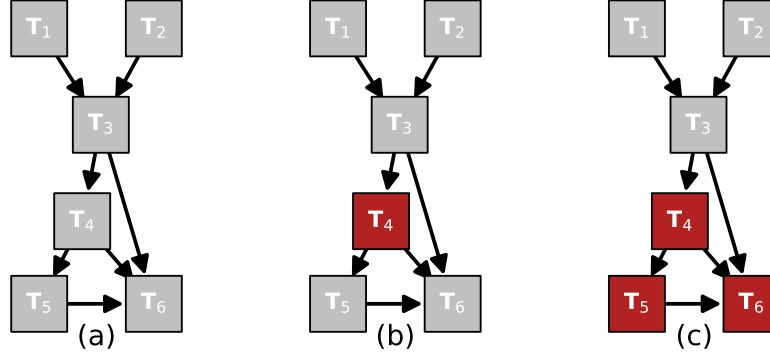 T₁ T₂ T₁ T₂ T₁ T₂
T₃ T₃ T₃
T₄ T₄ T₄
T₅ T₆ T₅ T₆ T₅ T₆
(a) (b) (c)